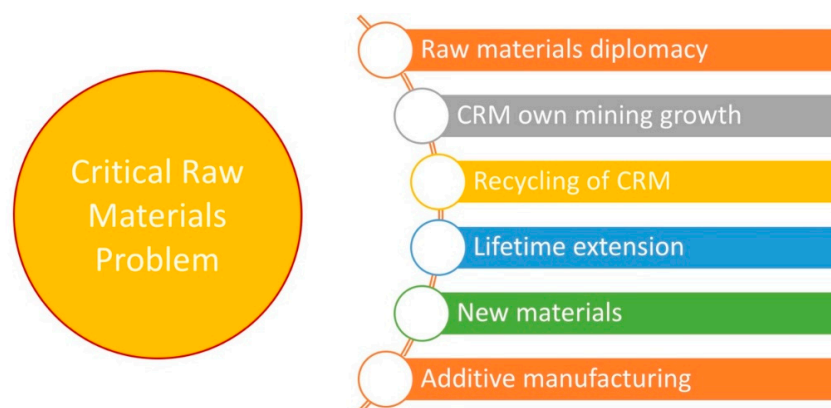 Critical Raw
Materials
Problem
Raw materials diplomacy
CRM own mining growth
Recycling of CRM
Lifetime extension
New materials
Additive manufacturing